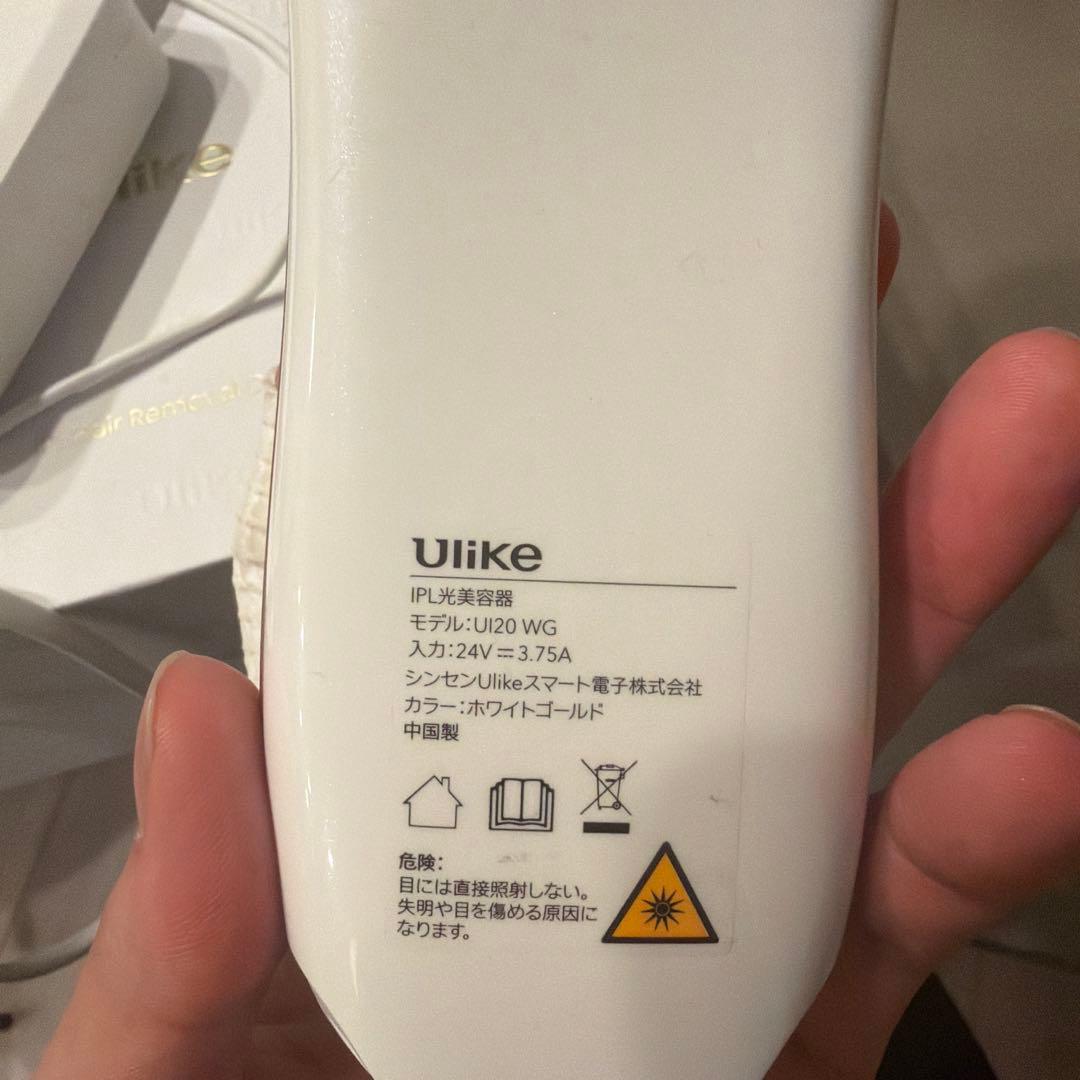 Ulike
Hair Removal
Ulike
IPL光美容器
モデル:UI20 WG
入力:24V⎓3.75A
シンセンUlikeスマート電子株式会社
カラー:ホワイトゴールド
中国製
危険:
目には直接照射しない。
失明や目を傷める原因に
なります。